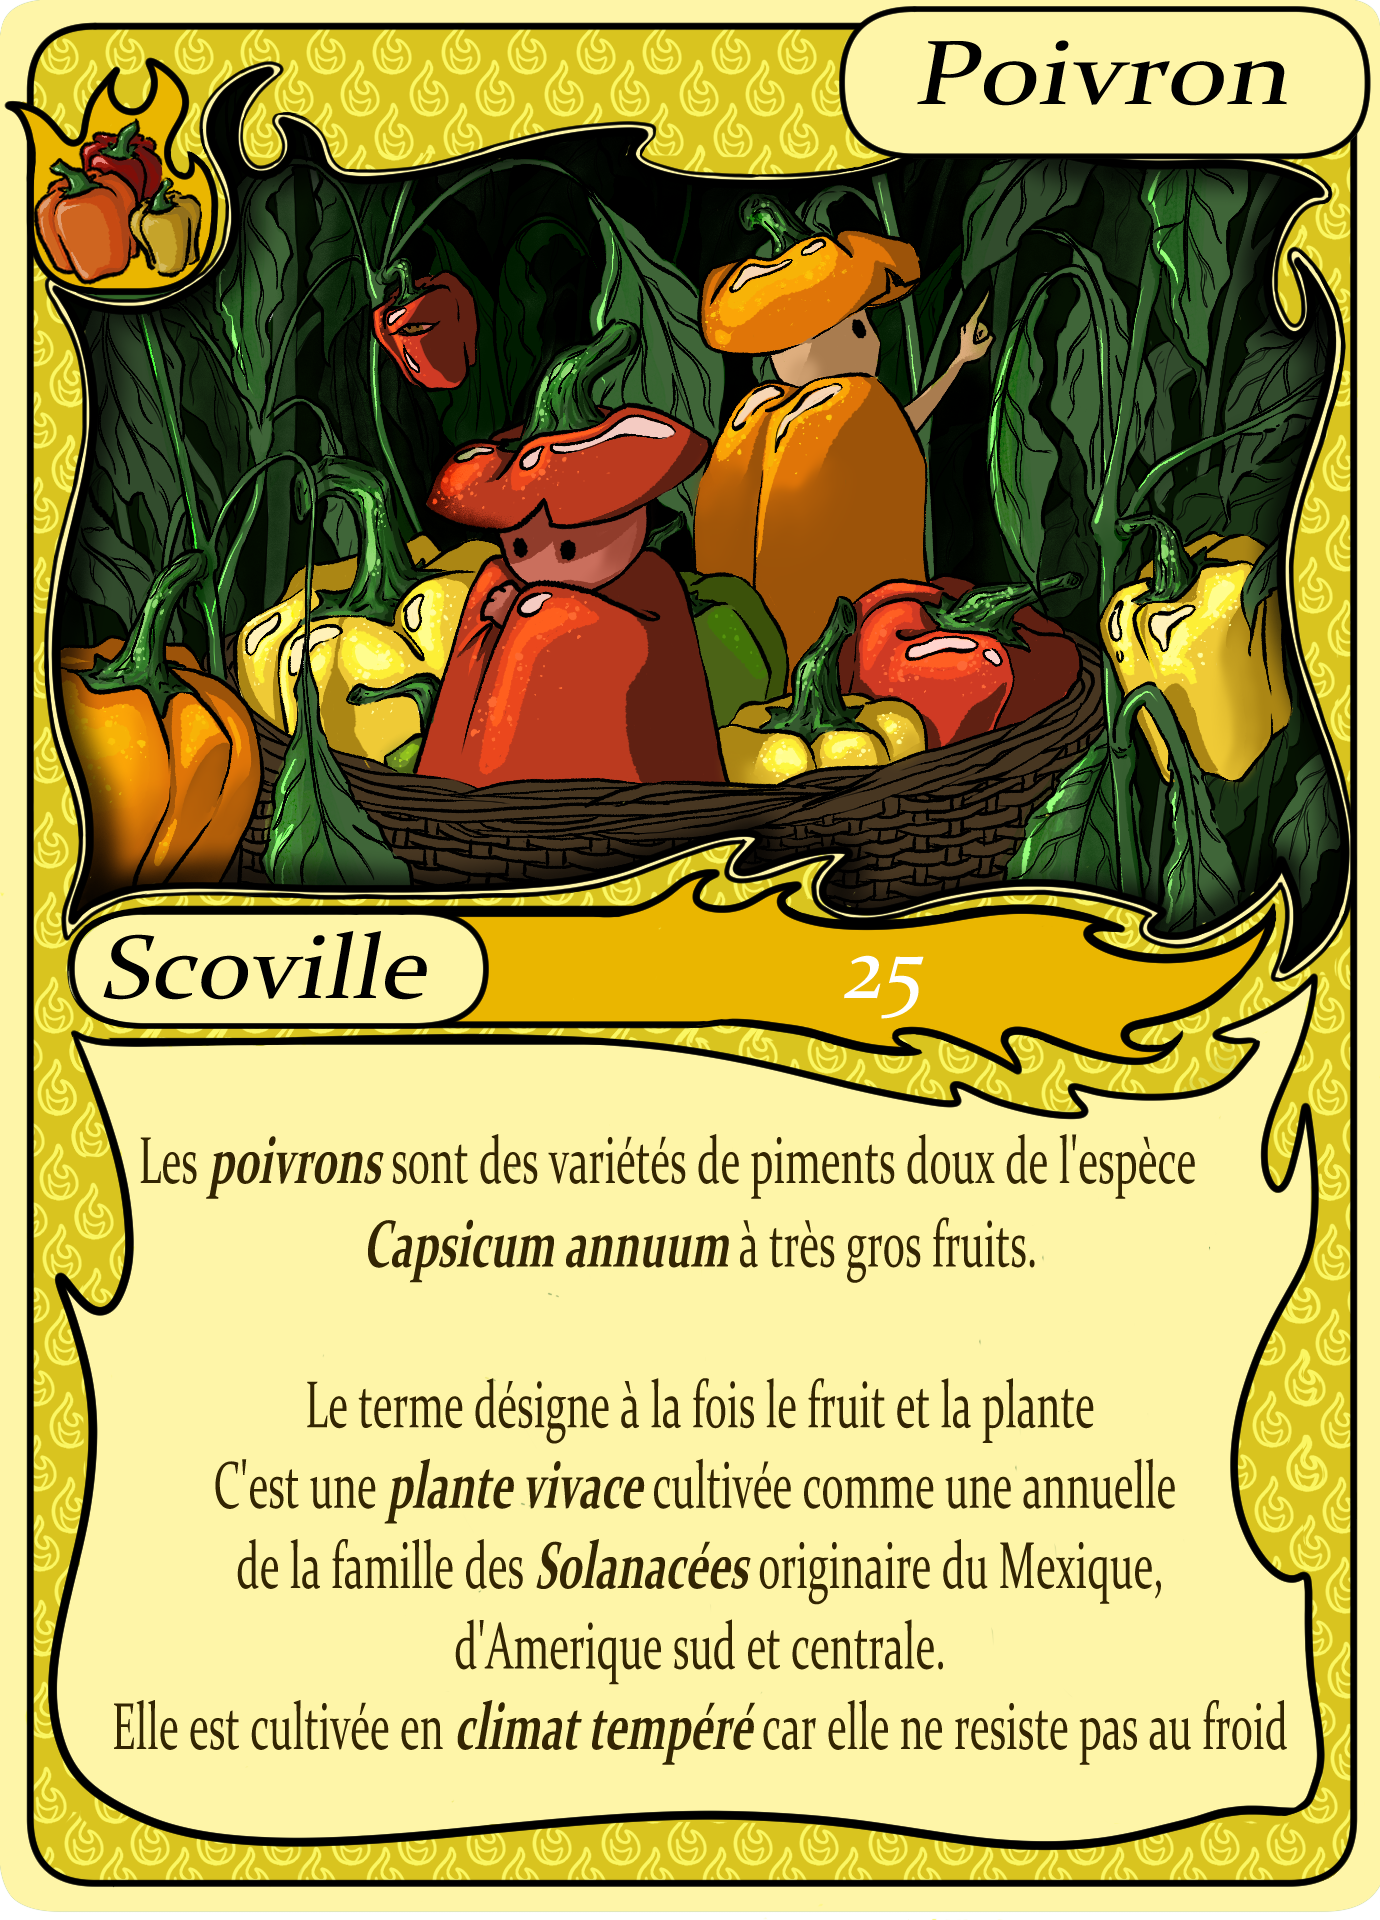 Poivron
Scoville
25
Les poivrons sont des variétés de piments doux de l'espèce
Capsicum annuum à très gros fruits.
Le terme désigne à la fois le fruit et la plante
C'est une plante vivace cultivée comme une annuelle
de la famille des Solanacées originaire du Mexique,
d'Amerique sud et centrale.
Elle est cultivée en climat tempéré car elle ne resiste pas au froid